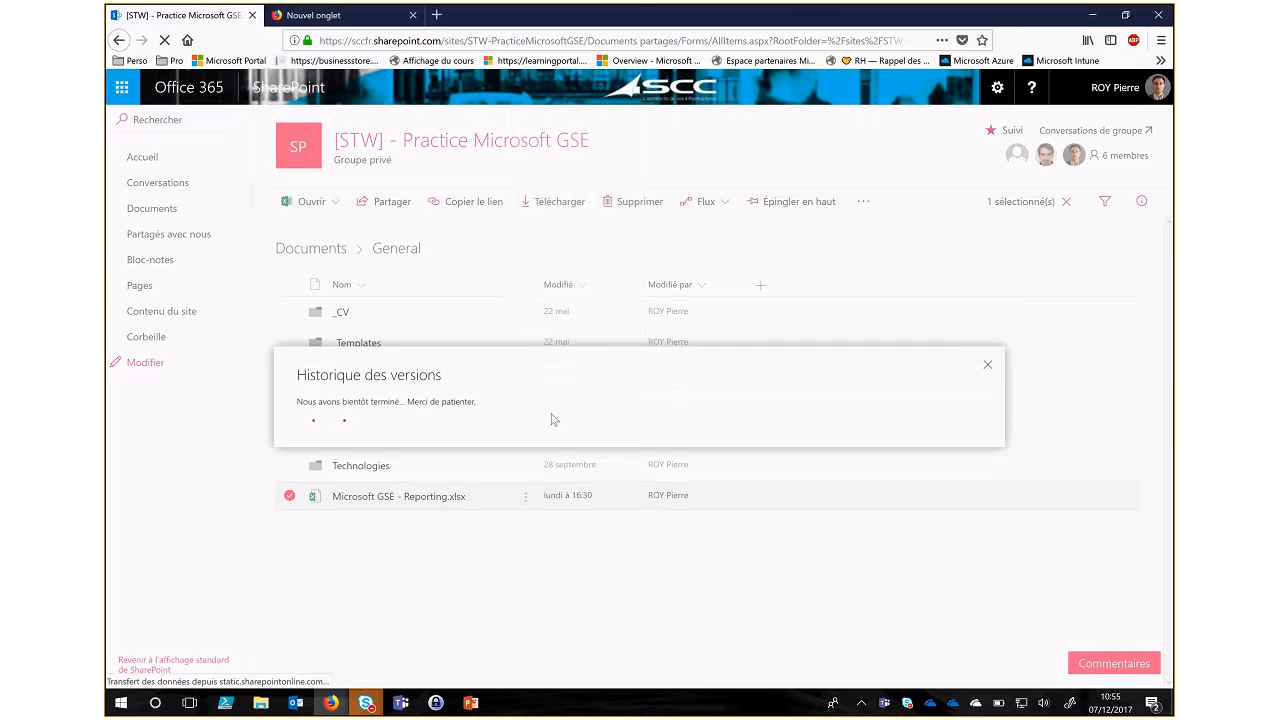 [STW] - Practice Microsoft GSE
Nouvel onglet
https://sccfr.sharepoint.com/sites/STW-PracticeMicrosoftGSE/Documents partages/Forms/AllItems.aspx?RootFolder=%2Fsites%2FSTW-
Perso
Pro
Microsoft Portal
https://businessstore....
Affichage du cours
https://learningportal....
Overview - Microsoft ...
Espace partenaires Mi...
RH — Rappel des ...
Microsoft Azure
Microsoft Intune
Office 365
SharePoint
SCC
ROY Pierre
Rechercher
Accueil
Conversations
Documents
Partagés avec nous
Bloc-notes
Pages
Contenu du site
Corbeille
Modifier
SP
[STW] - Practice Microsoft GSE
Groupe privé
Suivi
Conversations de groupe
6 membres
Ouvrir
Partager
Copier le lien
Télécharger
Supprimer
Flux
Épingler en haut
1 sélectionné(s)
Documents > General
Nom
Modifié
Modifié par
_CV
22 mai
ROY Pierre
Templates
22 mai
ROY Pierre
Historique des versions
Nous avons bientôt terminé... Merci de patienter.
Technologies
28 septembre
ROY Pierre
Microsoft GSE - Reporting.xlsx
lundi à 16:30
ROY Pierre
Revenir à l'affichage standard
de SharePoint
Commentaires
Transfert des données depuis static.sharepointonline.com...
10:55
07/12/2017
2